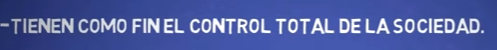 -TIENEN COMO FIN EL CONTROL TOTAL DE LA SOCIEDAD.